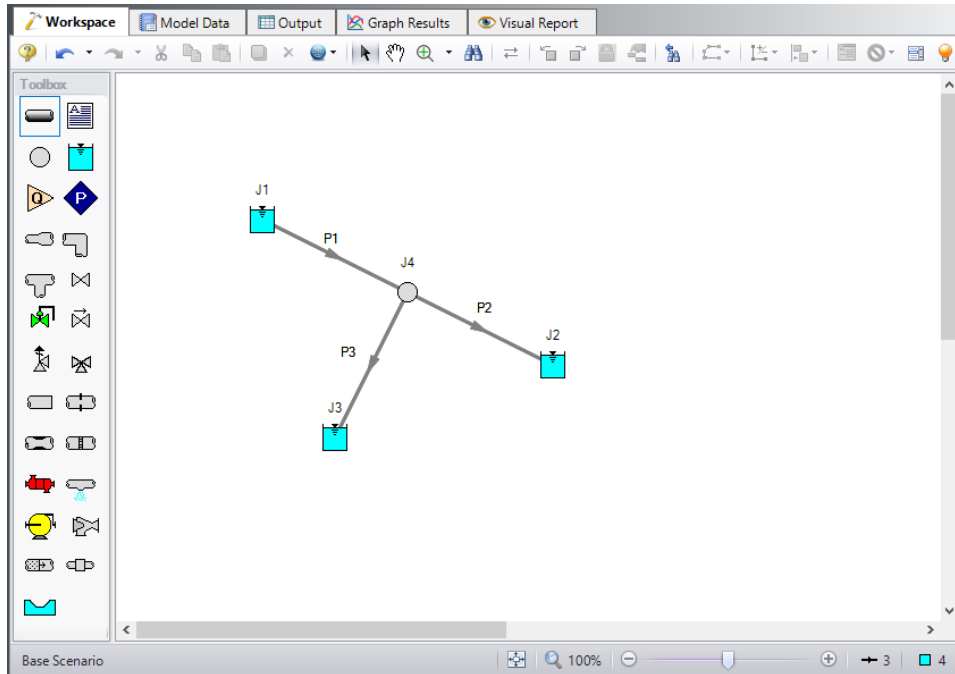 Workspace
Model Data
Output
Graph Results
Visual Report
Toolbox
A
Q
P
J1
P1
J4
P2
J2
P3
J3
Base Scenario
100%
3
4